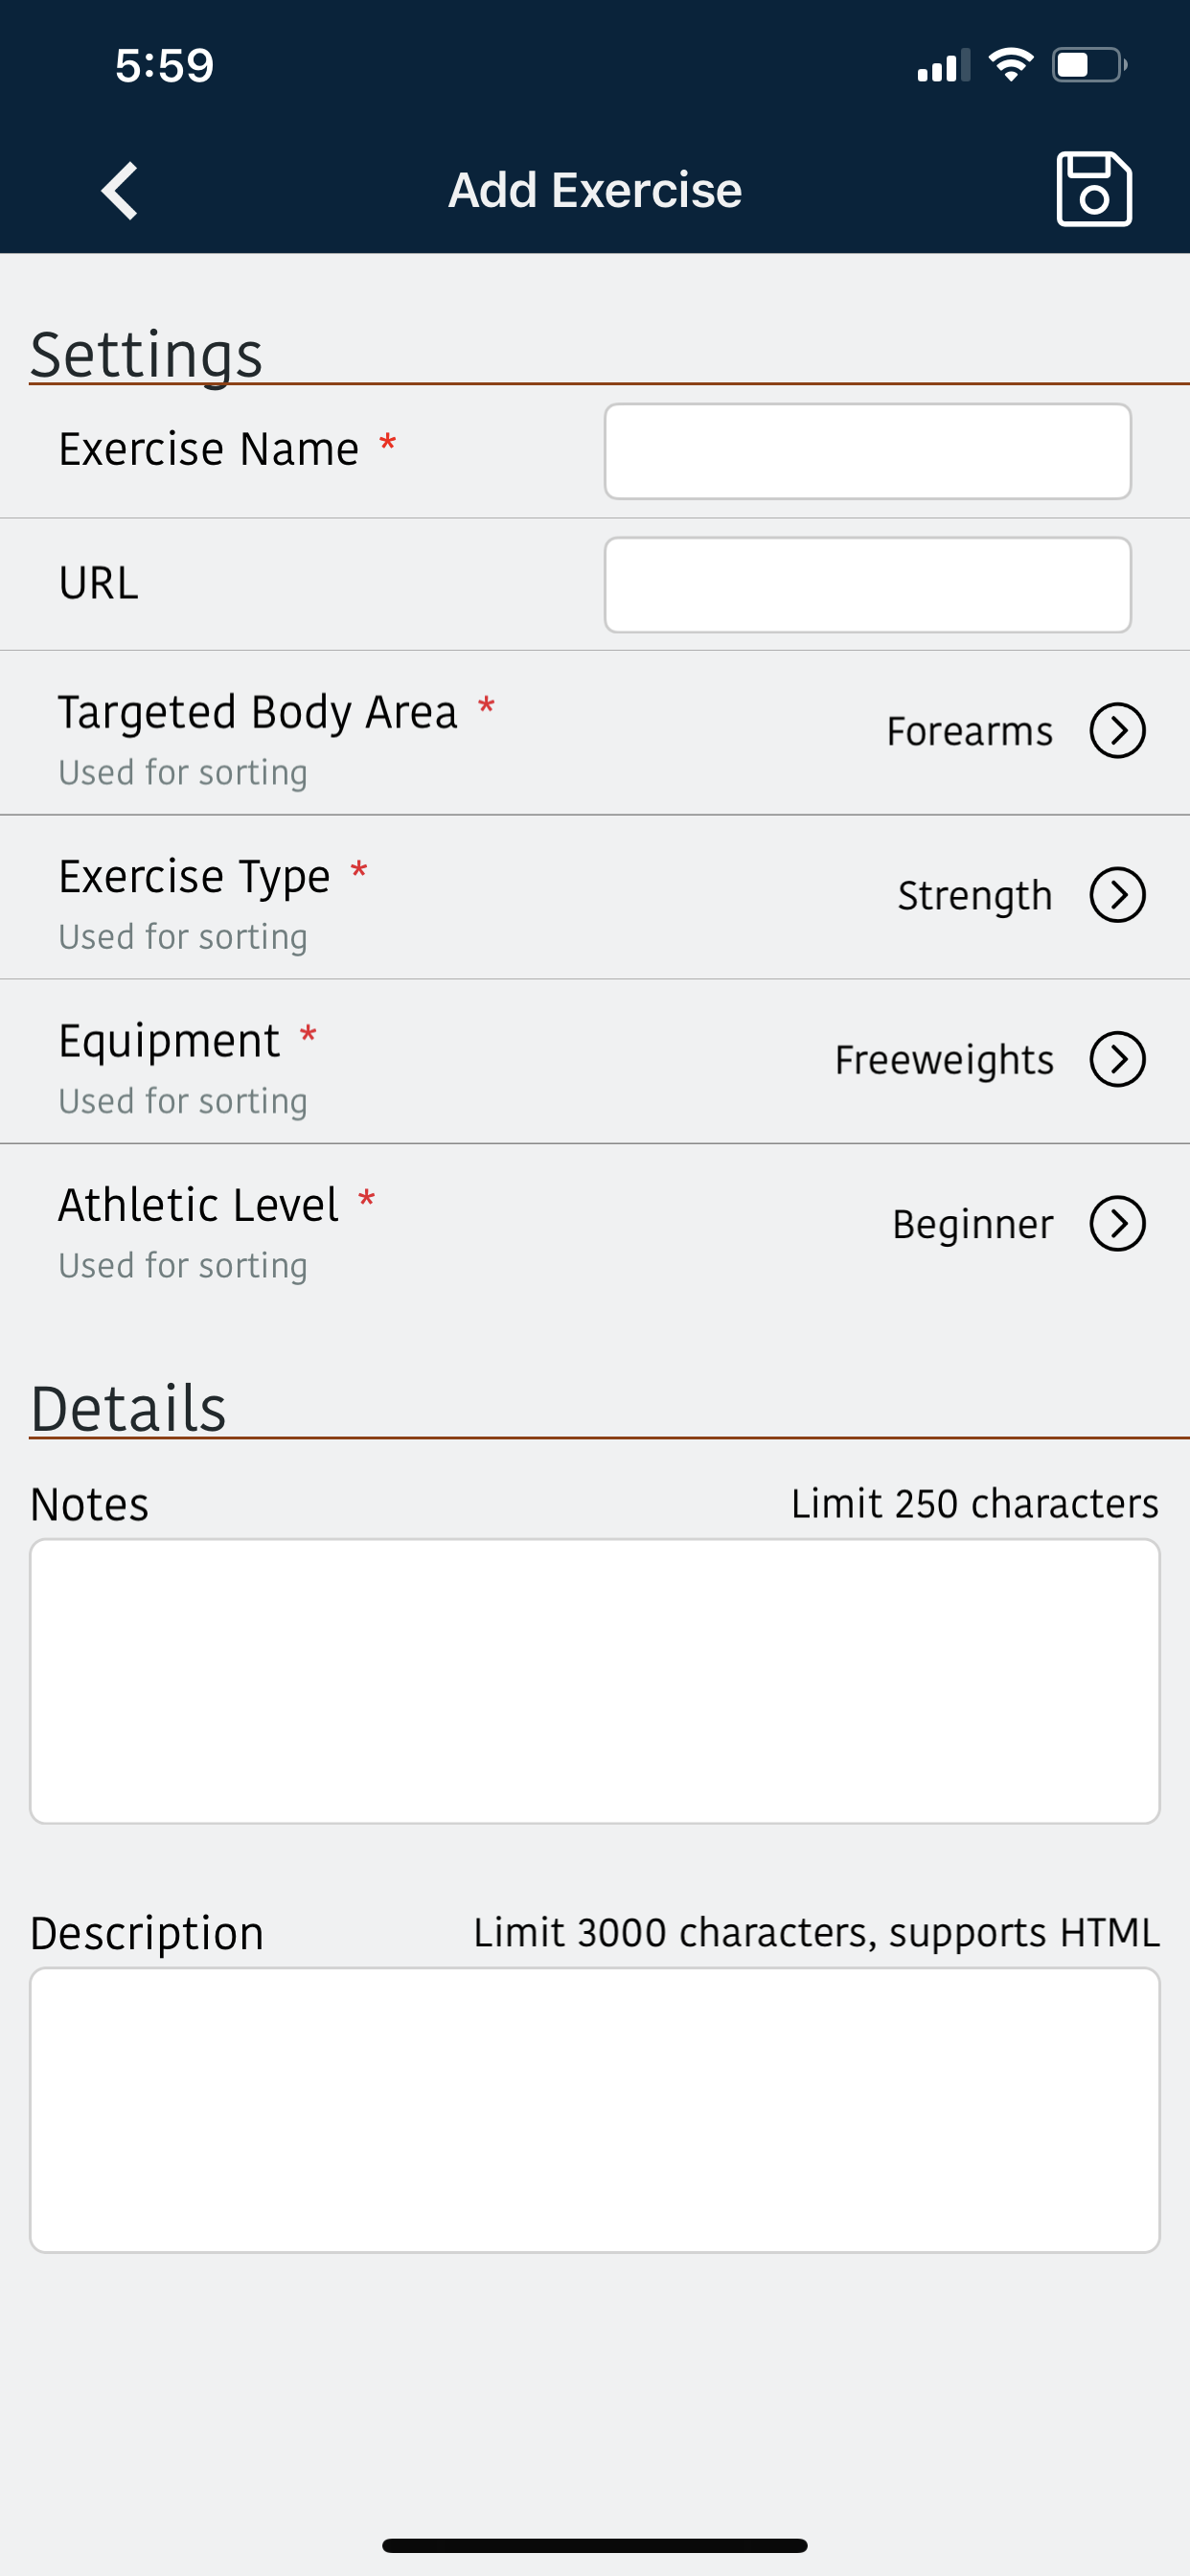 5:59
Add Exercise
Settings
Exercise Name *
URL
Targeted Body Area *
Forearms
Used for sorting
Exercise Type *
Strength
Used for sorting
Equipment *
Freeweights
Used for sorting
Athletic Level *
Beginner
Used for sorting
Details
Notes Limit 250 characters
Description Limit 3000 characters, supports HTML